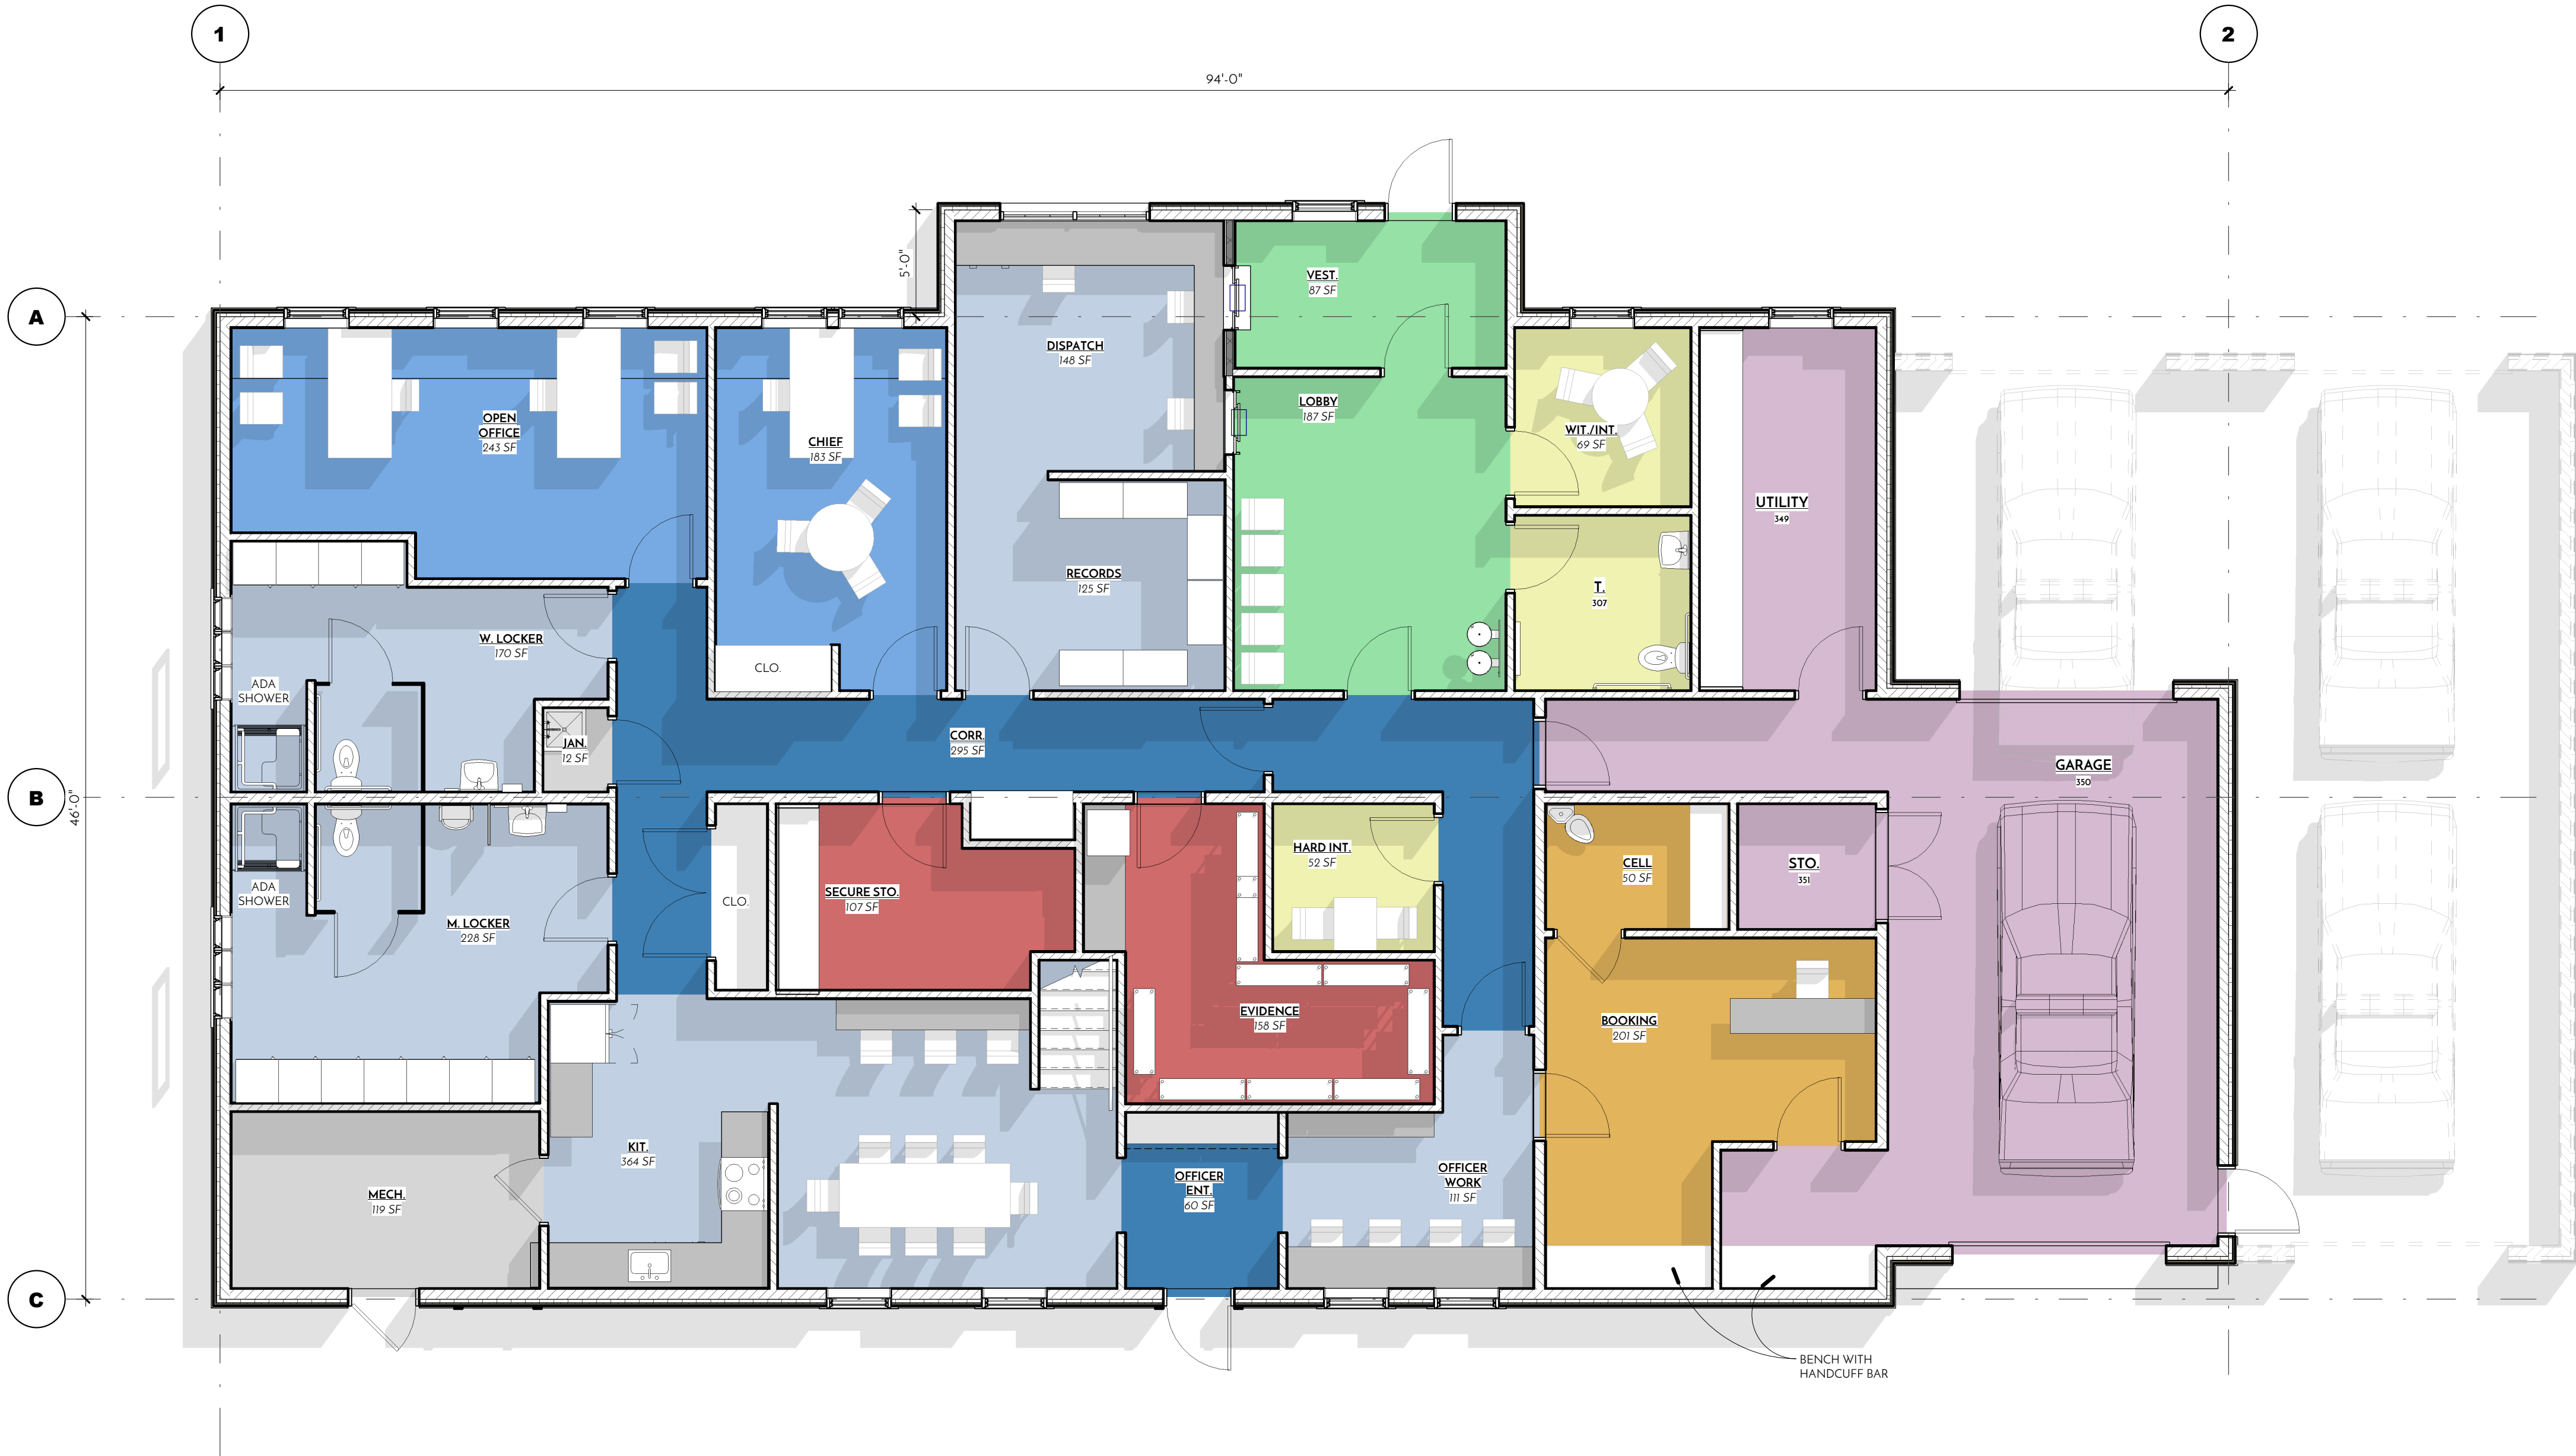 1
2
94'-0"
5'-0"
A
VEST.
87 SF
DISPATCH
148 SF
LOBBY
187 SF
OPEN
OFFICE
243 SF
CHIEF
183 SF
WIT./INT.
69 SF
UTILITY
349
RECORDS
125 SF
T.
307
W. LOCKER
170 SF
CLO.
ADA
SHOWER
JAN.
12 SF
CORR.
295 SF
GARAGE
350
B
46'-0"
HARD INT.
52 SF
CELL
50 SF
STO.
351
ADA
SHOWER
SECURE STO.
107 SF
CLO.
M. LOCKER
228 SF
EVIDENCE
158 SF
BOOKING
201 SF
KIT.
364 SF
OFFICER
WORK
111 SF
OFFICER
ENT.
60 SF
MECH.
119 SF
C
BENCH WITH
HANDCUFF BAR